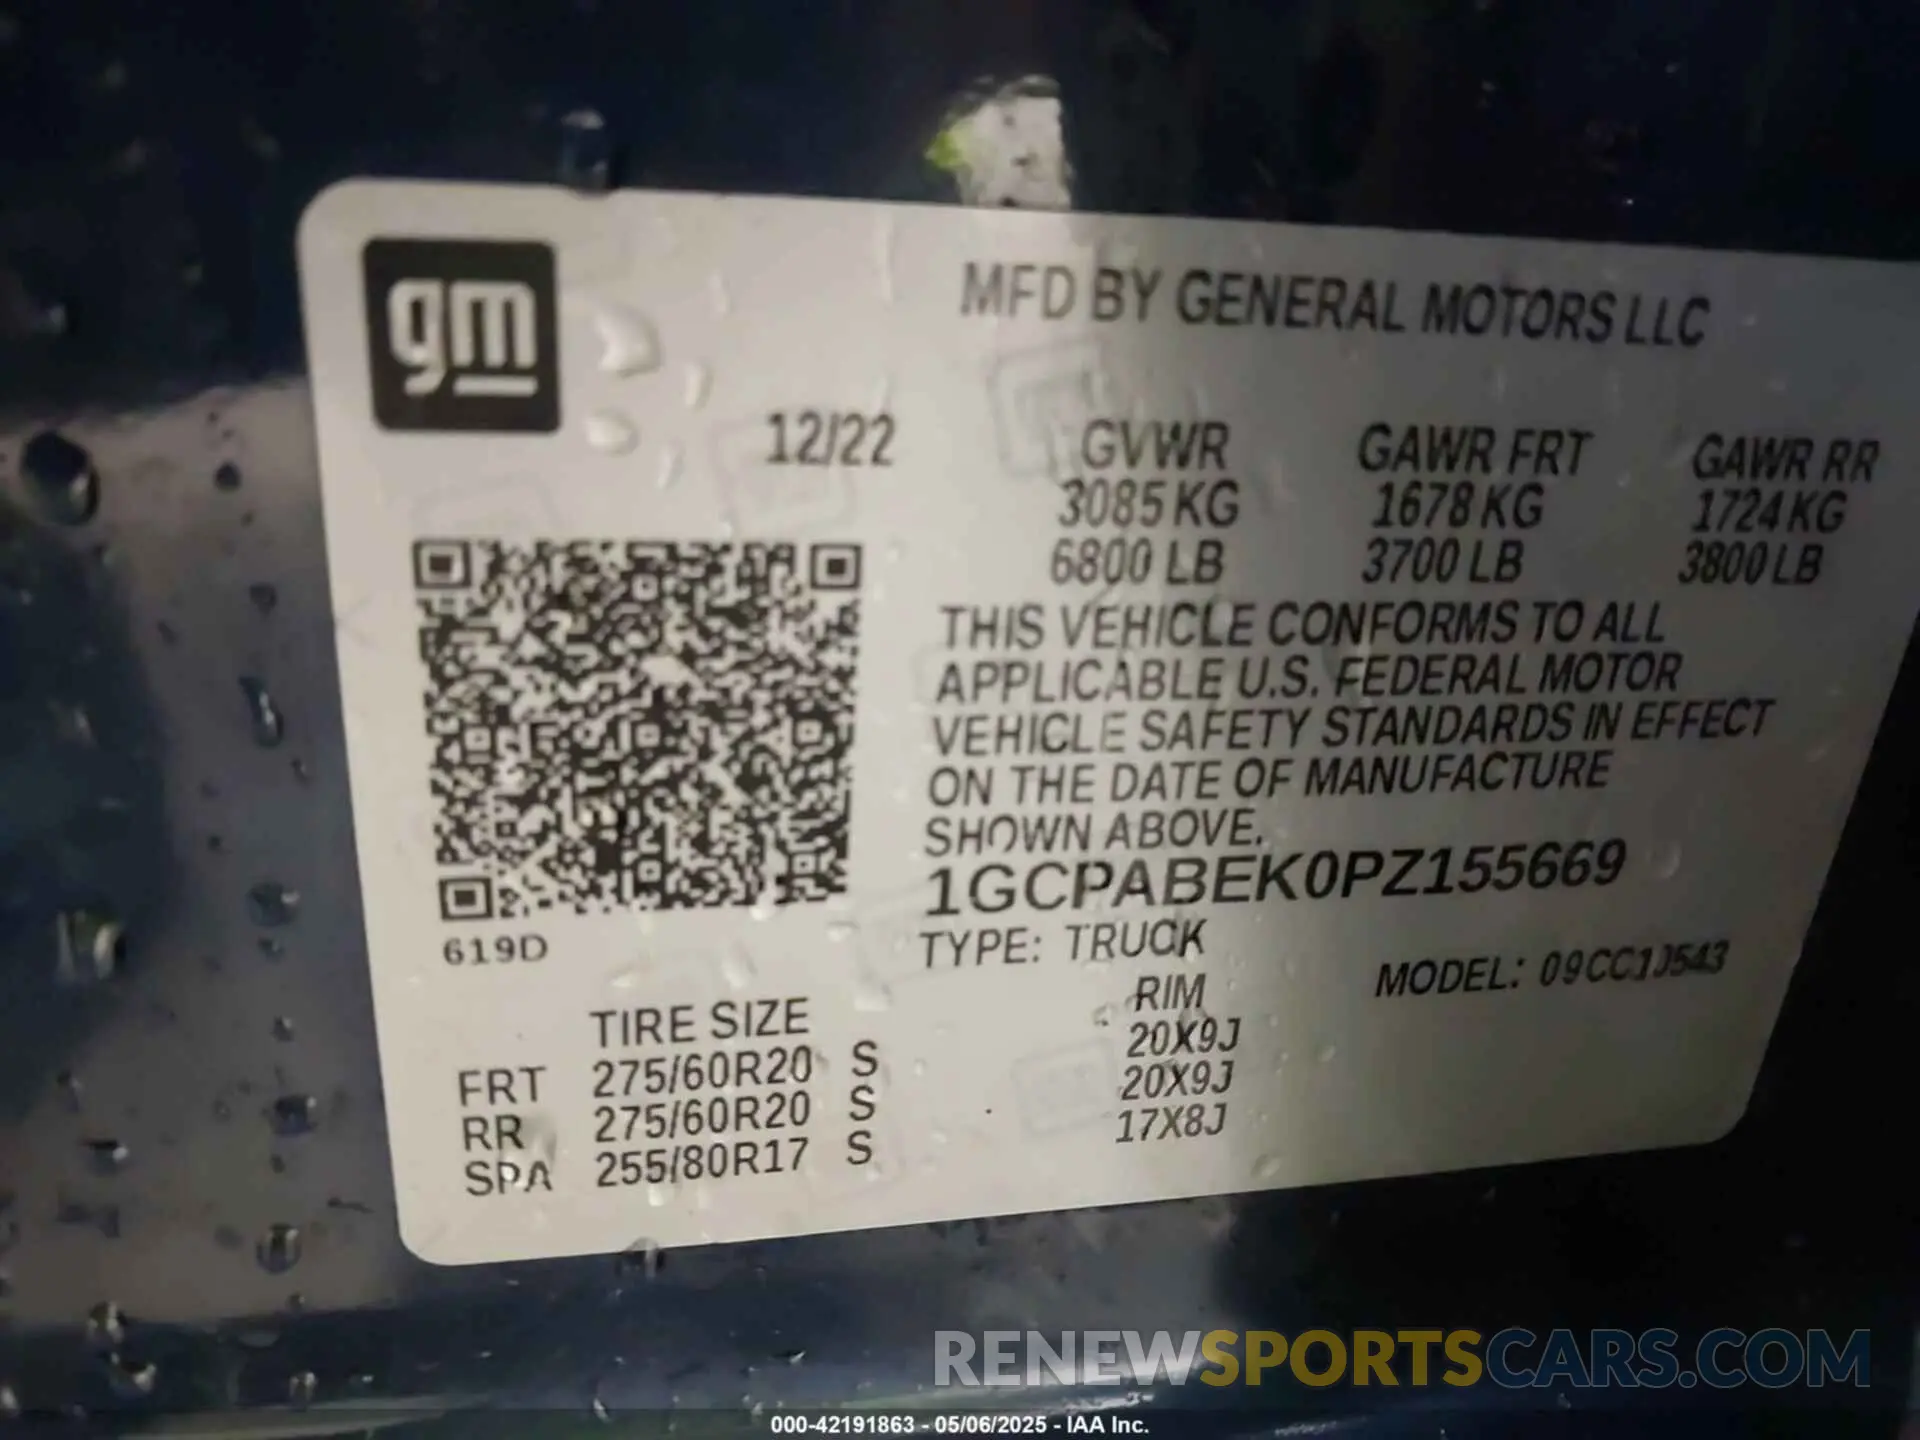 gm
MFD BY GENERAL MOTORS LLC
12/22
GVWR GAWR FRT GAWR RR
3085 KG 1678 KG 1724 KG
6800 LB 3700 LB 3800 LB
THIS VEHICLE CONFORMS TO ALL
APPLICABLE U.S. FEDERAL MOTOR
VEHICLE SAFETY STANDARDS IN EFFECT
ON THE DATE OF MANUFACTURE
SHOWN ABOVE.
1GCPABEK0PZ155669
619D
TYPE: TRUCK MODEL: 09CC1J543
TIRE SIZE RIM
FRT 275/60R20 S 20X9J
RR 275/60R20 S 20X9J
SPA 255/80R17 S 17X8J
RENEWSPORTSCARS.COM
000-42191863 - 05/06/2025 - IAA Inc.